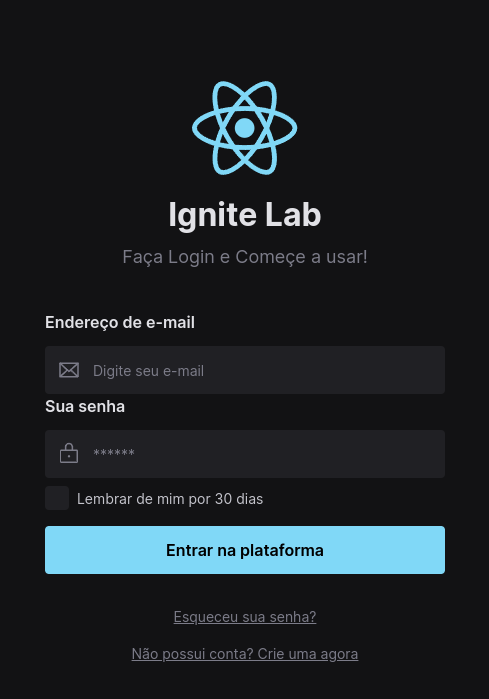 Ignite Lab
Faça Login e Começe a usar!
Endereço de e-mail
Digite seu e-mail
Sua senha
******
Lembrar de mim por 30 dias
Entrar na plataforma
Esqueceu sua senha?
Não possui conta? Crie uma agora